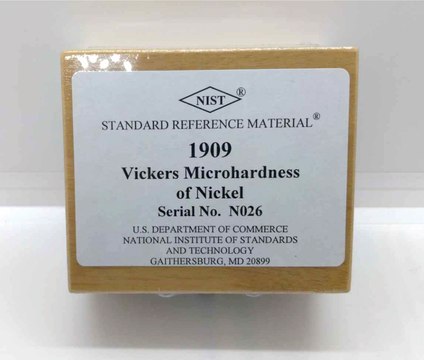 NIST®
STANDARD REFERENCE MATERIAL®
1909
Vickers Microhardness
of Nickel
Serial No. N026
U.S. DEPARTMENT OF COMMERCE
NATIONAL INSTITUTE OF STANDARDS
AND TECHNOLOGY
GAITHERSBURG, MD 20899